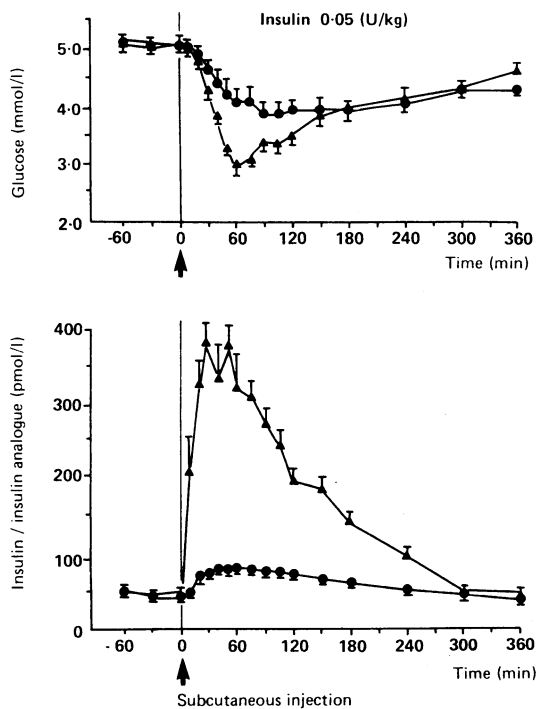 Insulin 0·05 (U/kg)
Glucose (mmol/l)
5·0
4·0
3·0
2·0
-60 0 60 120 180 240 300 360
Time (min)
Insulin / insulin analogue (pmol/l)
400
300
200
100
0
-60 0 60 120 180 240 300 360
Time (min)
Subcutaneous injection